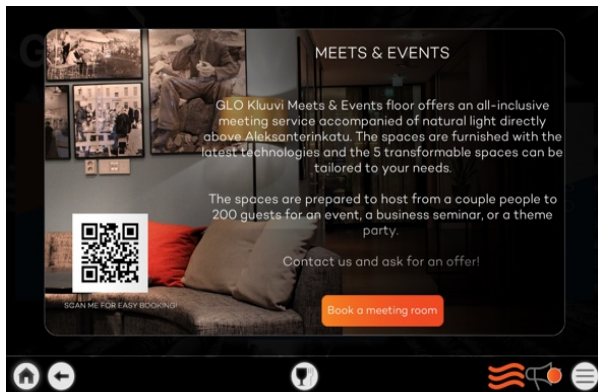 MEETS & EVENTS
GLO Kluuvi Meets & Events floor offers an all-inclusive
meeting service accompanied of natural light directly
above Aleksanterinkatu. The spaces are furnished with the
latest technologies and the 5 transformable spaces can be
tailored to your needs.
The spaces are prepared to host from a couple people to
200 guests for an event, a business seminar, or a theme
party.
Contact us and ask for an offer!
SCAN ME FOR EASY BOOKING!
Book a meeting room